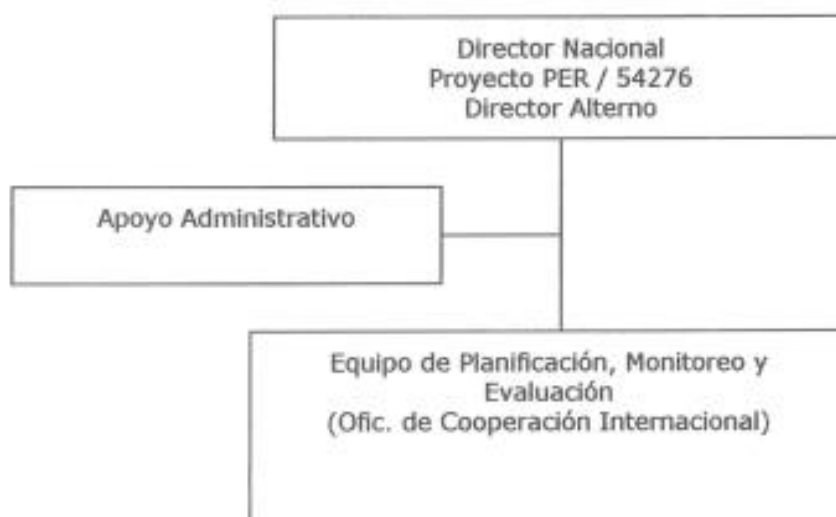 Director Nacional
Proyecto PER / 54276
Director Alterno
Apoyo Administrativo
Equipo de Planificación, Monitoreo y
Evaluación
(Ofic. de Cooperación Internacional)